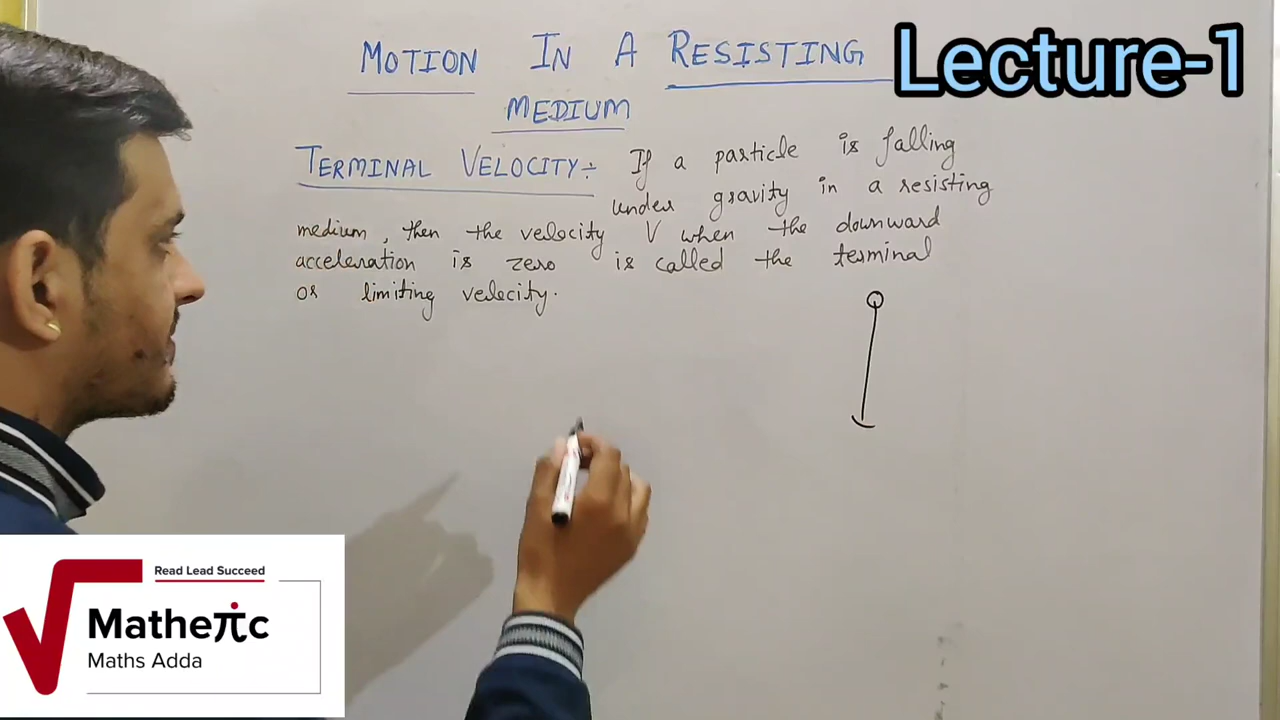 MOTION IN A RESISTING
MEDIUM
Lecture-1
TERMINAL VELOCITY:- If a particle is falling
under gravity in a resisting
medium, then the velocity V when the downward
acceleration is zero is called the terminal
or limiting velocity.
Read Lead Succeed
Matheπc
Maths Adda